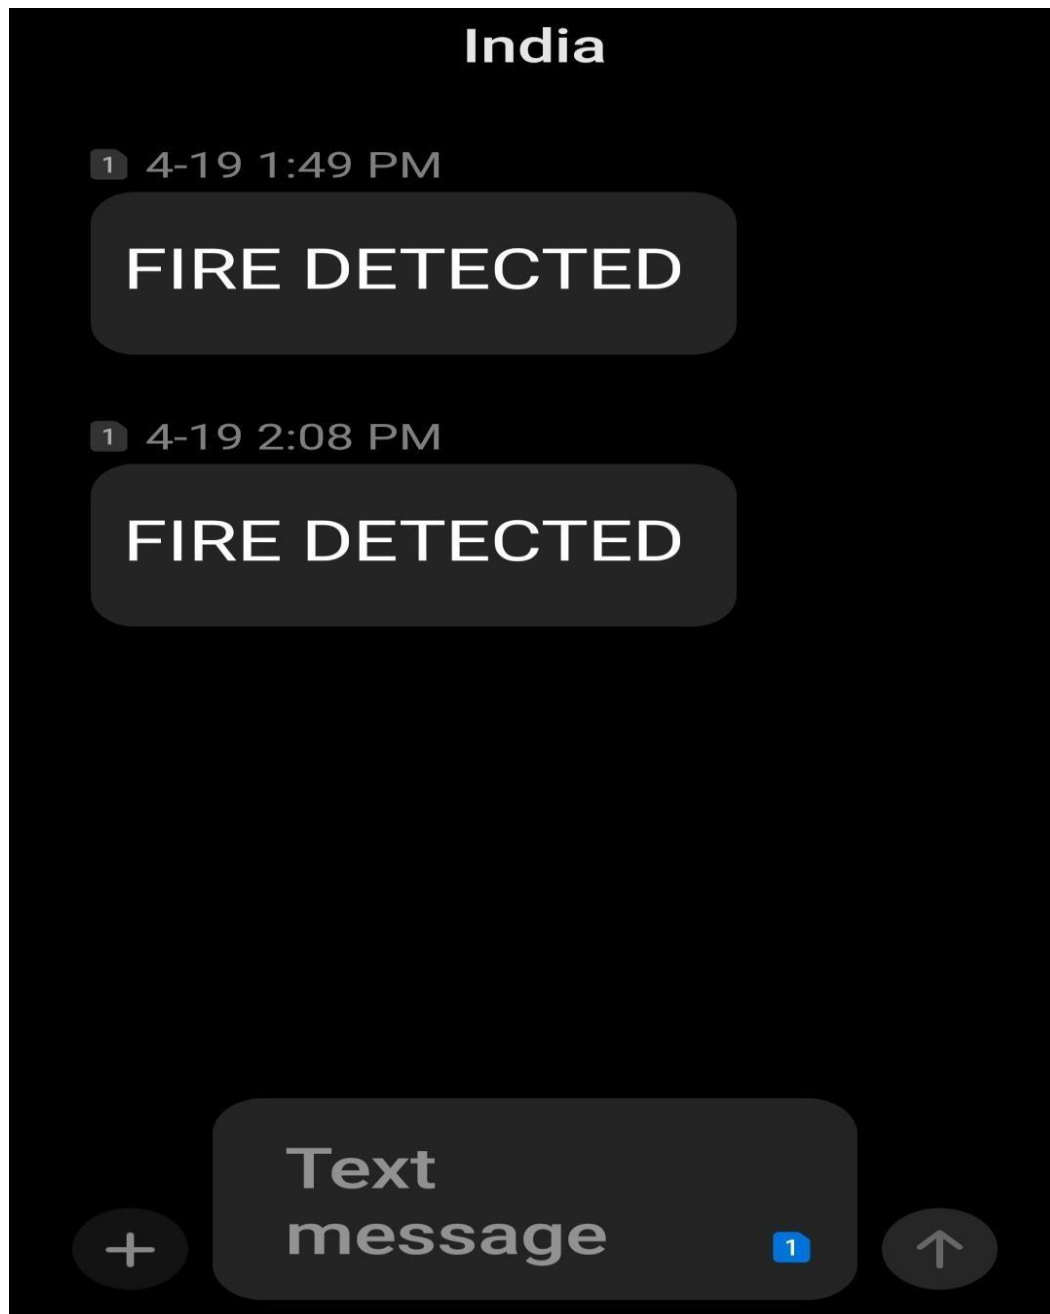 India
1 4-19 1:49 PM
FIRE DETECTED
1 4-19 2:08 PM
FIRE DETECTED
Text
message
1